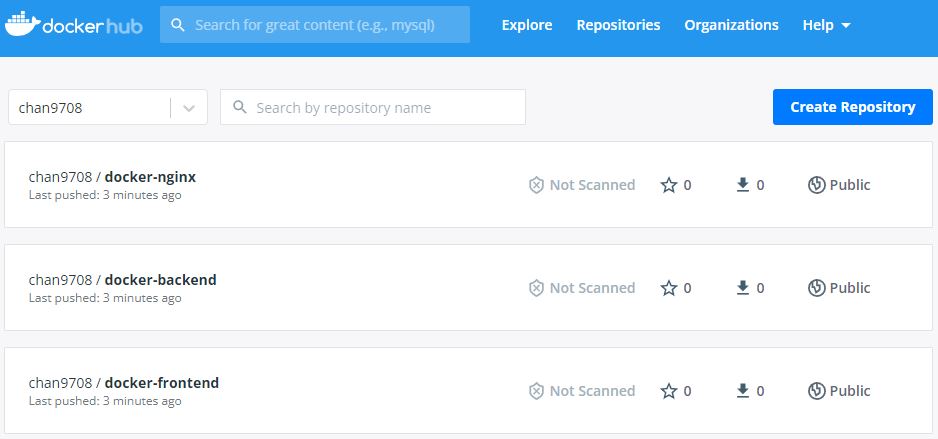 docker hub Search for great content (e.g., mysql) Explore Repositories Organizations Help
chan9708 Search by repository name Create Repository
chan9708 / docker-nginx
Last pushed: 3 minutes ago
Not Scanned 0 0 Public
chan9708 / docker-backend
Last pushed: 3 minutes ago
Not Scanned 0 0 Public
chan9708 / docker-frontend
Last pushed: 3 minutes ago
Not Scanned 0 0 Public